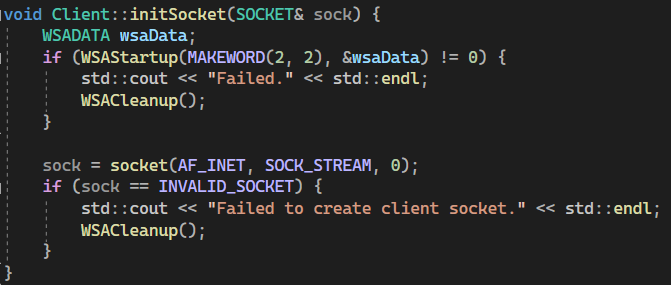 void Client::initSocket(SOCKET& sock) {
    WSADATA wsaData;
    if (WSAStartup(MAKEWORD(2, 2), &wsaData) != 0) {
        std::cout << "Failed." << std::endl;
        WSACleanup();
    }

    sock = socket(AF_INET, SOCK_STREAM, 0);
    if (sock == INVALID_SOCKET) {
        std::cout << "Failed to create client socket." << std::endl;
        WSACleanup();
    }
}